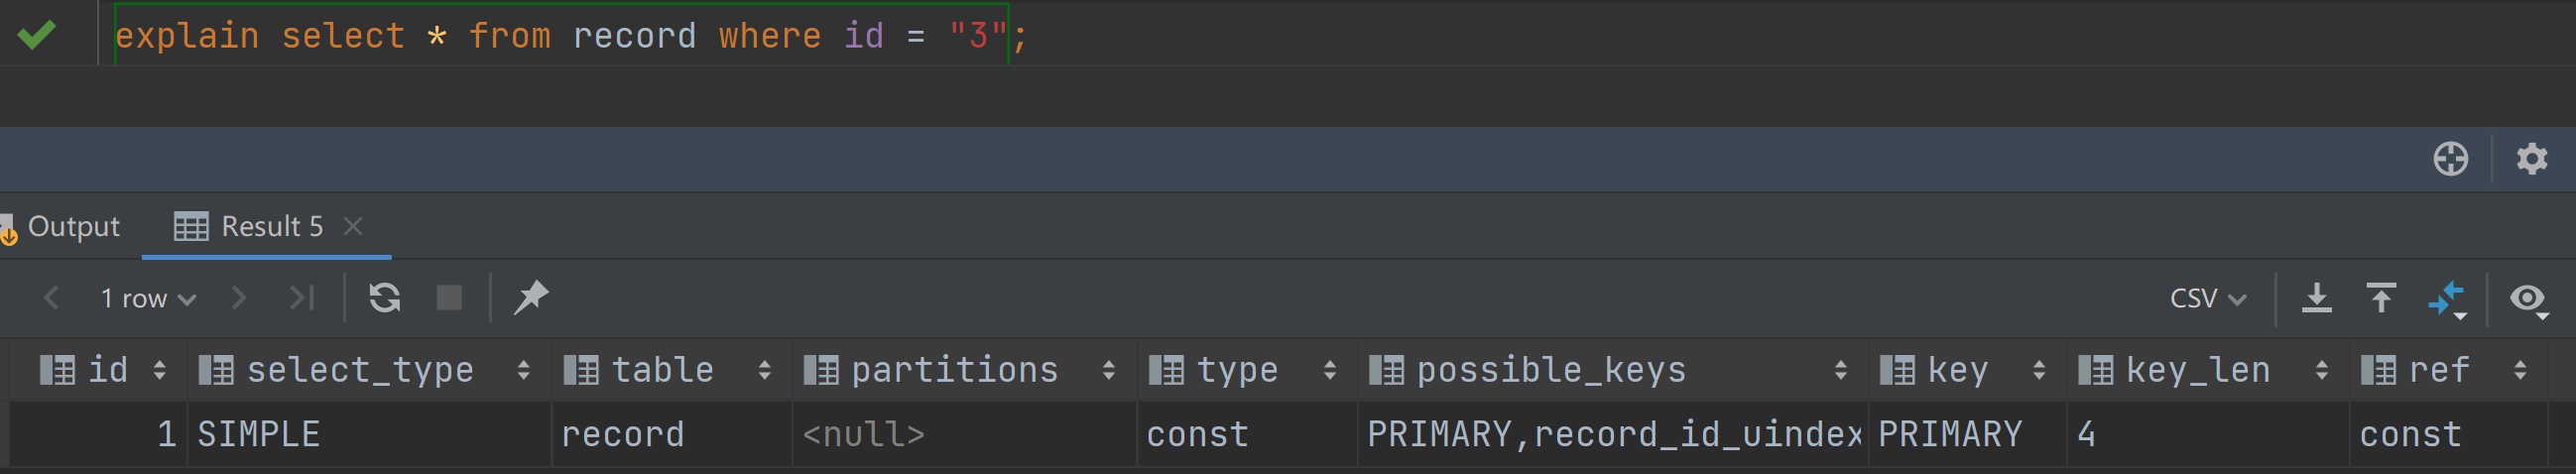 explain select * from record where id = "3";
Output Result 5
1 row CSV
id select_type table partitions type possible_keys key key_len ref
1 SIMPLE record <null> const PRIMARY,record_id_uindex PRIMARY 4 const